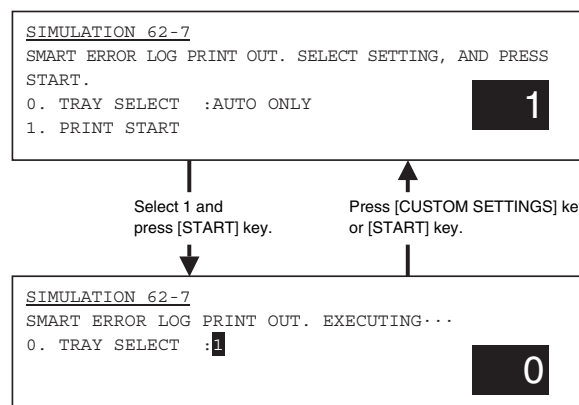 SIMULATION 62-7
SMART ERROR LOG PRINT OUT. SELECT SETTING, AND PRESS
START.
0. TRAY SELECT :AUTO ONLY
1. PRINT START
1
Select 1 and
press [START] key.
Press [CUSTOM SETTINGS] ke
or [START] key.
SIMULATION 62-7
SMART ERROR LOG PRINT OUT. EXECUTING···
0. TRAY SELECT :1
0